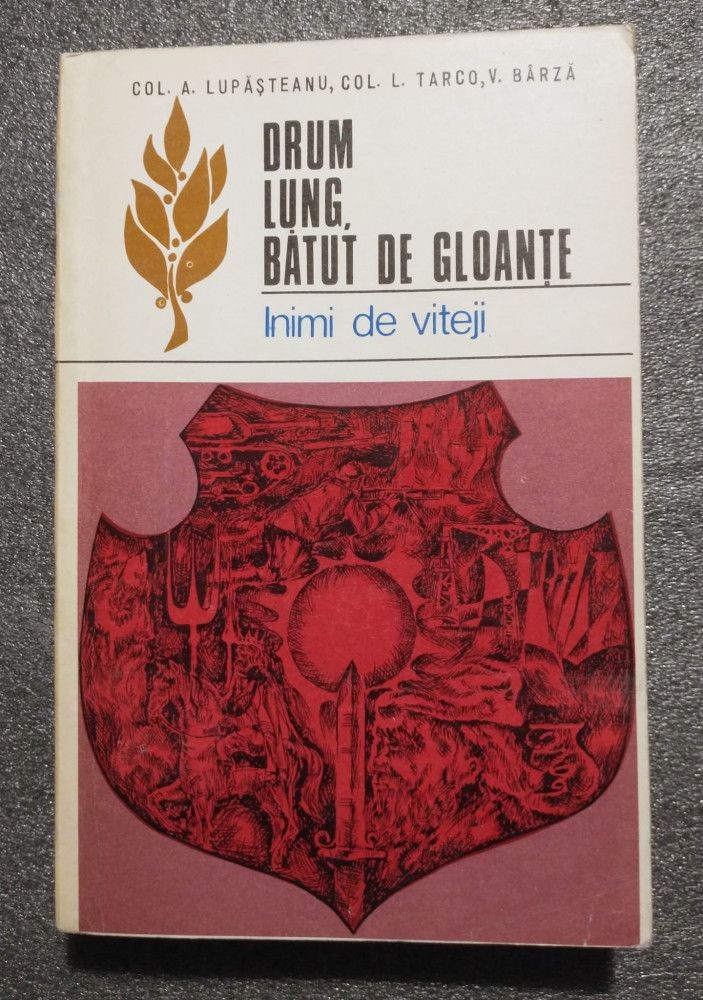 COL. A. LUPĂȘTEANU, COL. L. TARCO, V. BÂRZĂ
DRUM
LUNG,
BĂTUT DE GLOANȚE
Inimi de viteji